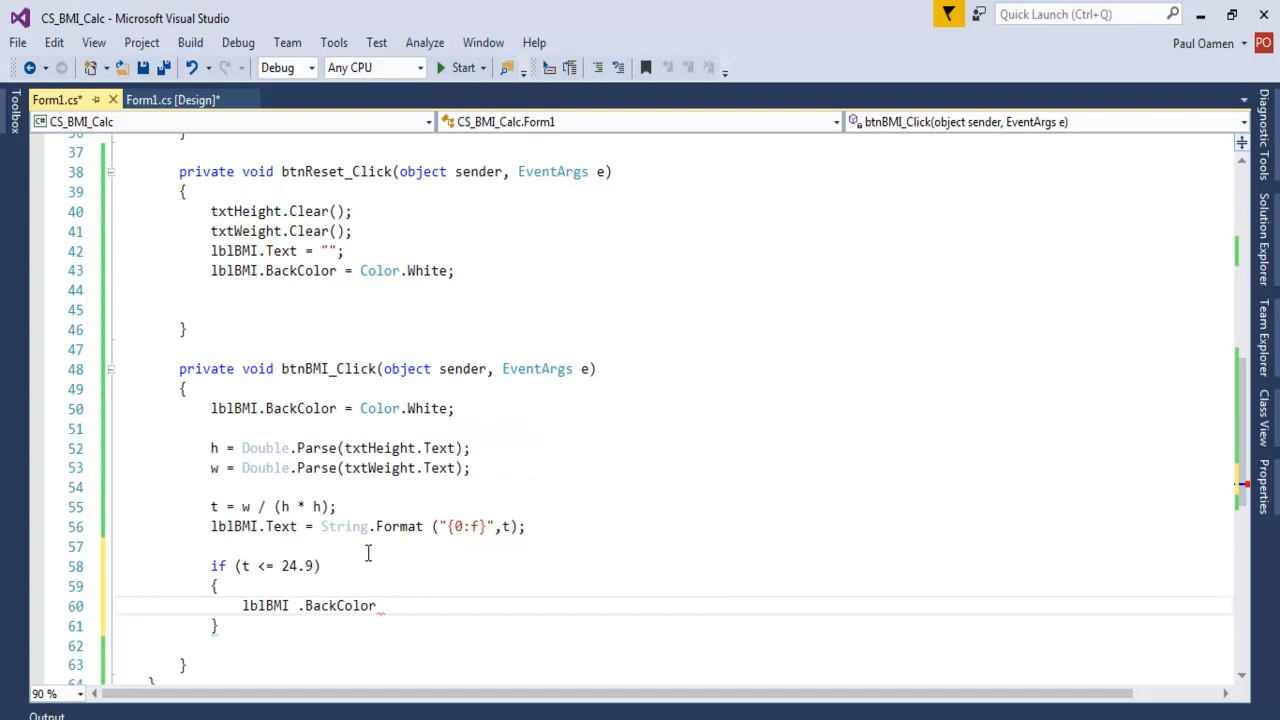 CS_BMI_Calc - Microsoft Visual Studio
Quick Launch (Ctrl+Q)
File Edit View Project Build Debug Team Tools Test Analyze Window Help
Paul Oamen
PO
Debug Any CPU Start
Form1.cs* Form1.cs [Design]*
CS_BMI_Calc CS_BMI_Calc.Form1 btnBMI_Click(object sender, EventArgs e)
36 }
37
38 private void btnReset_Click(object sender, EventArgs e)
39 {
40 txtHeight.Clear();
41 txtWeight.Clear();
42 lblBMI.Text = "";
43 lblBMI.BackColor = Color.White;
44
45
46 }
47
48 private void btnBMI_Click(object sender, EventArgs e)
49 {
50 lblBMI.BackColor = Color.White;
51
52 h = Double.Parse(txtHeight.Text);
53 w = Double.Parse(txtWeight.Text);
54
55 t = w / (h * h);
56 lblBMI.Text = String.Format ("{0:f}",t);
57
58 if (t <= 24.9)
59 {
60 lblBMI .BackColor
61 }
62
63 }
64 }
90 %
Output
Toolbox
Diagnostic Tools
Solution Explorer
Team Explorer
Class View
Properties